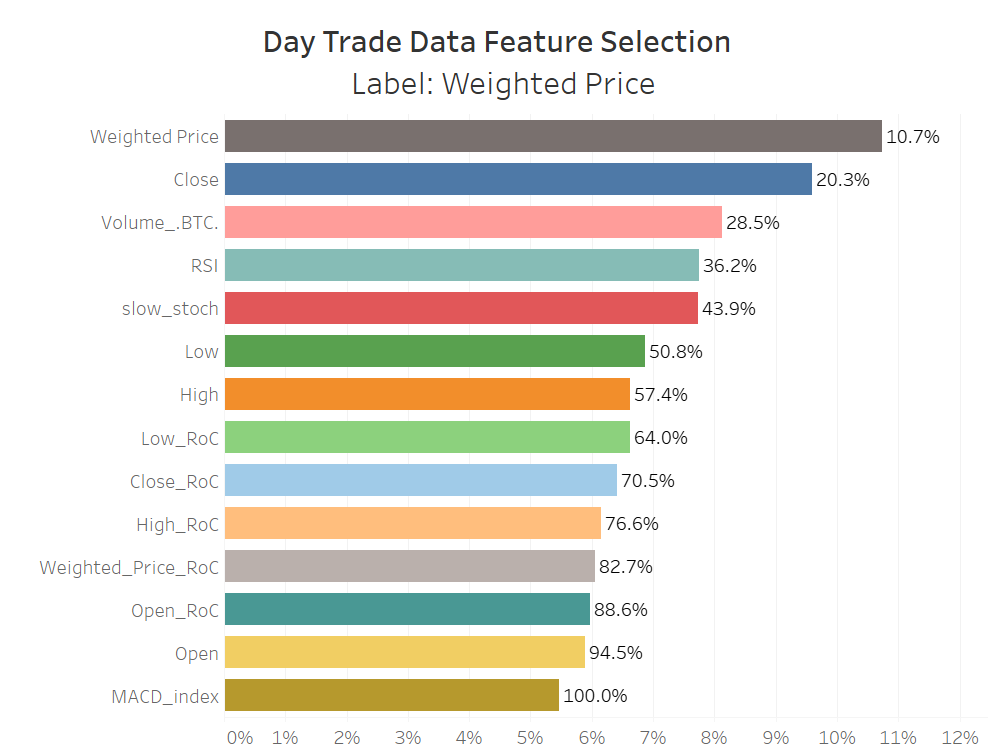 Day Trade Data Feature Selection
Label: Weighted Price
Weighted Price 10.7%
Close 20.3%
Volume_.BTC. 28.5%
RSI 36.2%
slow_stoch 43.9%
Low 50.8%
High 57.4%
Low_RoC 64.0%
Close_RoC 70.5%
High_RoC 76.6%
Weighted_Price_RoC 82.7%
Open_RoC 88.6%
Open 94.5%
MACD_index 100.0%
0% 1% 2% 3% 4% 5% 6% 7% 8% 9% 10% 11% 12%